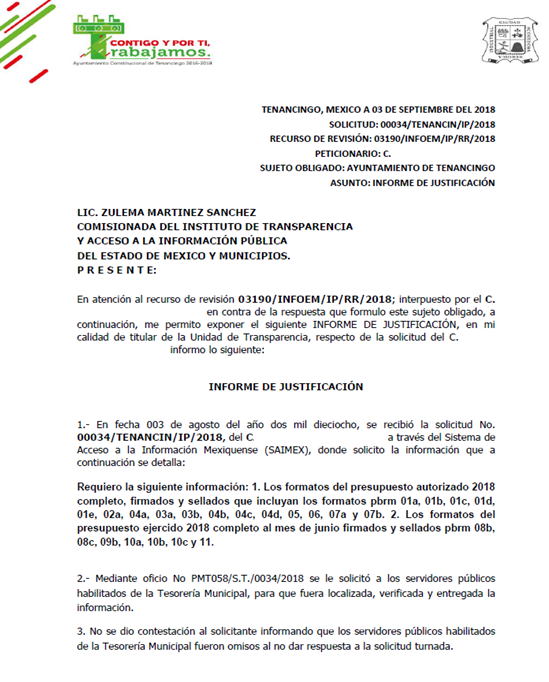 CONTIGO Y POR TI,
Trabajamos.
Ayuntamiento Constitucional de Tenancingo 2016-2018
TENANCINGO, MEXICO A 03 DE SEPTIEMBRE DEL 2018
SOLICITUD: 00034/TENANCIN/IP/2018
RECURSO DE REVISIÓN: 03190/INFOEM/IP/RR/2018
PETICIONARIO: C.
SUJETO OBLIGADO: AYUNTAMIENTO DE TENANCINGO
ASUNTO: INFORME DE JUSTIFICACIÓN
LIC. ZULEMA MARTINEZ SANCHEZ
COMISIONADA DEL INSTITUTO DE TRANSPARENCIA
Y ACCESO A LA INFORMACIÓN PÚBLICA
DEL ESTADO DE MEXICO Y MUNICIPIOS.
P R E S E N T E:
En atención al recurso de revisión 03190/INFOEM/IP/RR/2018; interpuesto por el C.
en contra de la respuesta que formulo este sujeto obligado, a
continuación, me permito exponer el siguiente INFORME DE JUSTIFICACIÓN, en mi
calidad de titular de la Unidad de Transparencia, respecto de la solicitud del C.
informo lo siguiente:
INFORME DE JUSTIFICACIÓN
1.- En fecha 003 de agosto del año dos mil dieciocho, se recibió la solicitud No.
00034/TENANCIN/IP/2018, del C. a través del Sistema de
Acceso a la Información Mexiquense (SAIMEX), donde solicito la información que a
continuación se detalla:
Requiero la siguiente información: 1. Los formatos del presupuesto autorizado 2018
completo, firmados y sellados que incluyan los formatos pbrm 01a, 01b, 01c, 01d,
01e, 02a, 04a, 03a, 03b, 04b, 04c, 04d, 05, 06, 07a y 07b. 2. Los formatos del
presupuesto ejercido 2018 completo al mes de junio firmados y sellados pbrm 08b,
08c, 09b, 10a, 10b, 10c y 11.
2.- Mediante oficio No PMT058/S.T./0034/2018 se le solicitó a los servidores públicos
habilitados de la Tesorería Municipal, para que fuera localizada, verificada y entregada la
información.
3. No se dio contestación al solicitante informando que los servidores públicos habilitados
de la Tesorería Municipal fueron omisos al no dar respuesta a la solicitud turnada.